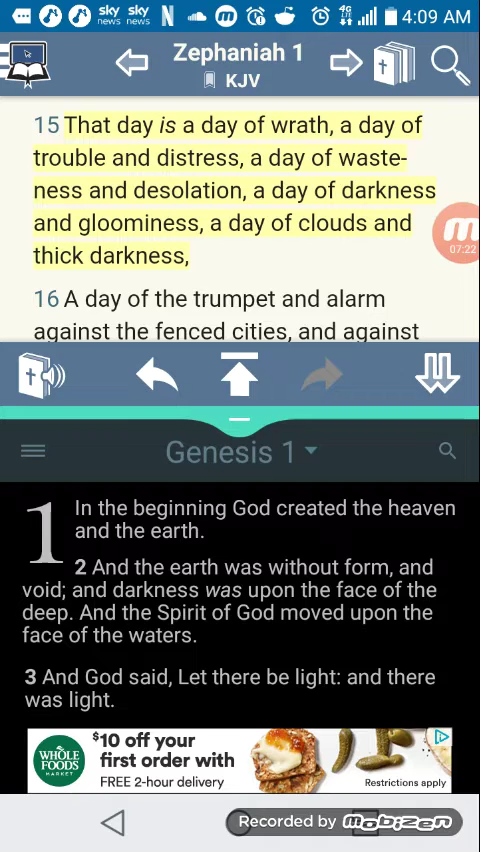 sky news sky news N m 4G LTE 4:09 AM
Zephaniah 1
KJV
15 That day is a day of wrath, a day of
trouble and distress, a day of waste-
ness and desolation, a day of darkness
and gloominess, a day of clouds and
thick darkness,
m
07:22
16 A day of the trumpet and alarm
against the fenced cities, and against
Genesis 1
1 In the beginning God created the heaven
and the earth.
2 And the earth was without form, and
void; and darkness was upon the face of the
deep. And the Spirit of God moved upon the
face of the waters.
3 And God said, Let there be light: and there
was light.
WHOLE
FOODS
MARKET
$10 off your
first order with
FREE 2-hour delivery
Restrictions apply
Recorded by mobizen